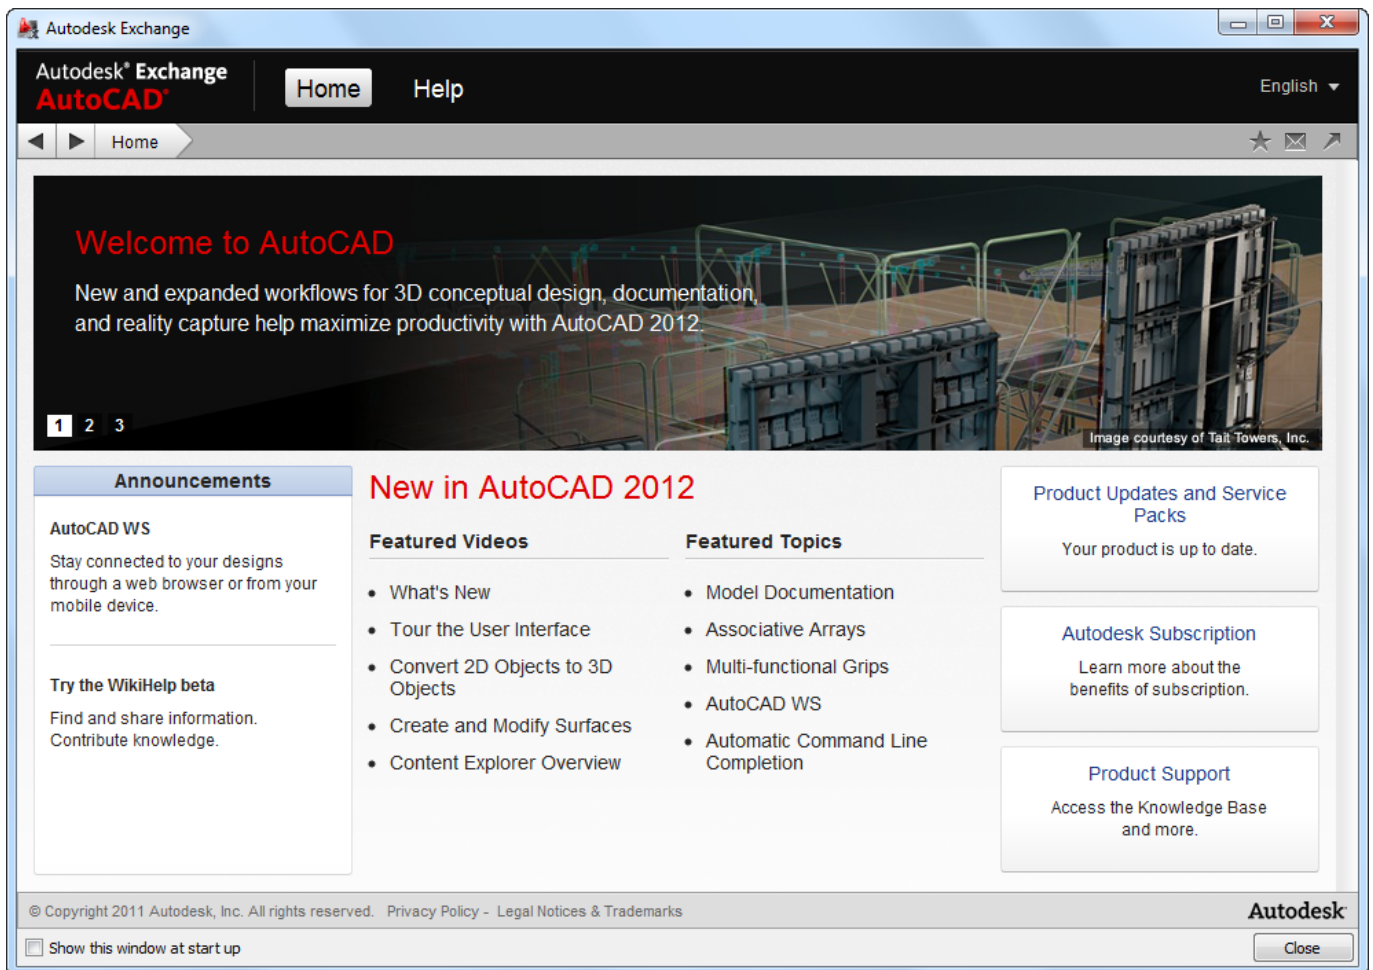 Autodesk Exchange
Autodesk® Exchange
AutoCAD®
Home
Help
English
Home
Welcome to AutoCAD
New and expanded workflows for 3D conceptual design, documentation,
and reality capture help maximize productivity with AutoCAD 2012.
1 2 3
Image courtesy of Tait Towers, Inc.
Announcements
AutoCAD WS
Stay connected to your designs
through a web browser or from your
mobile device.
Try the WikiHelp beta
Find and share information.
Contribute knowledge.
New in AutoCAD 2012
Featured Videos
• What's New
• Tour the User Interface
• Convert 2D Objects to 3D
Objects
• Create and Modify Surfaces
• Content Explorer Overview
Featured Topics
• Model Documentation
• Associative Arrays
• Multi-functional Grips
• AutoCAD WS
• Automatic Command Line
Completion
Product Updates and Service
Packs
Your product is up to date.
Autodesk Subscription
Learn more about the
benefits of subscription.
Product Support
Access the Knowledge Base
and more.
© Copyright 2011 Autodesk, Inc. All rights reserved. Privacy Policy - Legal Notices & Trademarks
Autodesk
Show this window at start up
Close